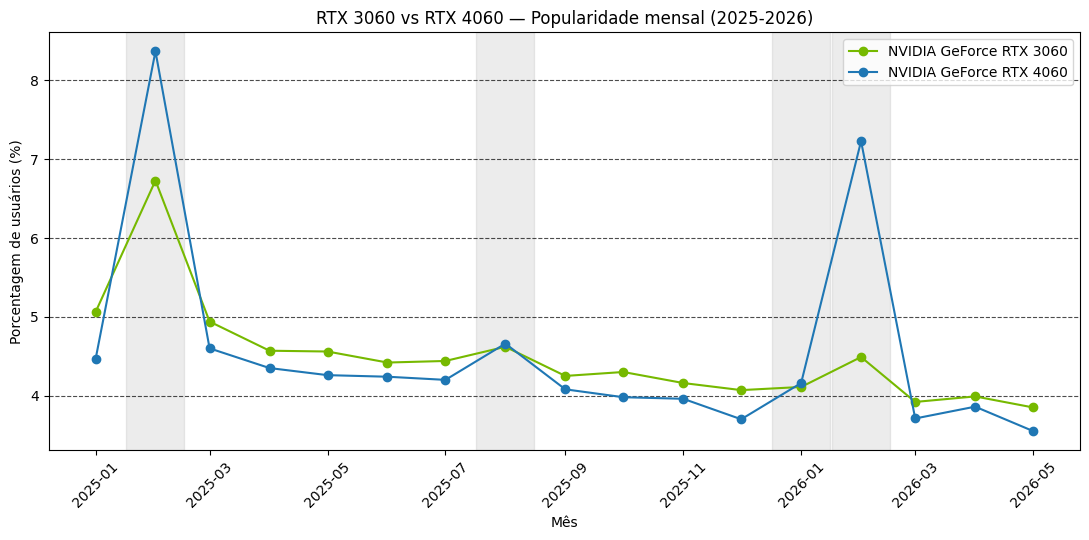 RTX 3060 vs RTX 4060 — Popularidade mensal (2025-2026)
NVIDIA GeForce RTX 3060
NVIDIA GeForce RTX 4060
Porcentagem de usuários (%)
8
7
6
5
4
2025-01
2025-03
2025-05
2025-07
2025-09
2025-11
2026-01
2026-03
2026-05
Mês